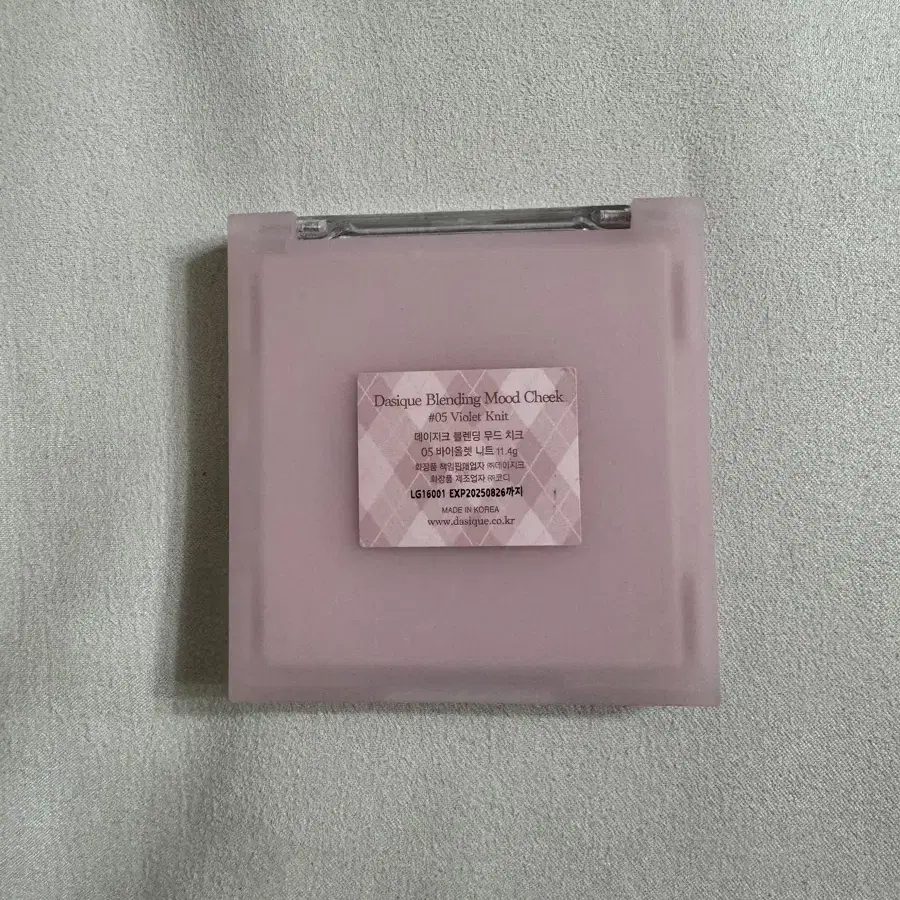 Dasique Blending Mood Cheek
#05 Violet Knit
데이지크 블렌딩 무드 치크
05 바이올렛 니트 11.4g
화장품 책임판매업자 ㈜데이지크
화장품 제조업자 ㈜코디
LG16001 EXP20250826까지
MADE IN KOREA
www.dasique.co.kr